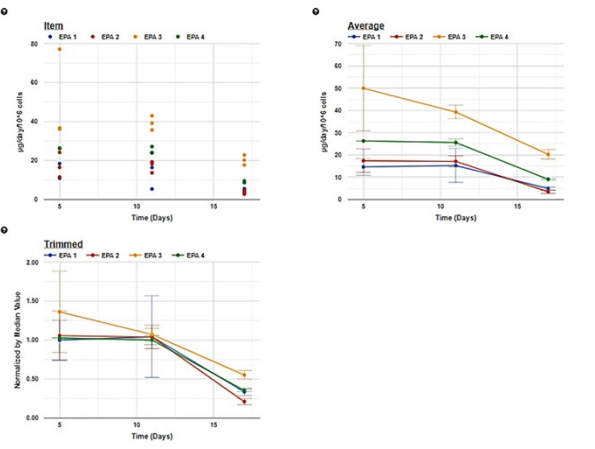 Item
EPA 1 EPA 2 EPA 3 EPA 4
80
60
40
20
0
µg/day/10^6 cells
5 10 15
Time (Days)
Average
EPA 1 EPA 2 EPA 3 EPA 4
70
60
50
40
30
20
10
0
µg/day/10^6 cells
5 10 15
Time (Days)
Trimmed
EPA 1 EPA 2 EPA 3 EPA 4
2.00
1.50
1.00
0.50
0.00
Normalized by Median Value
5 10 15
Time (Days)